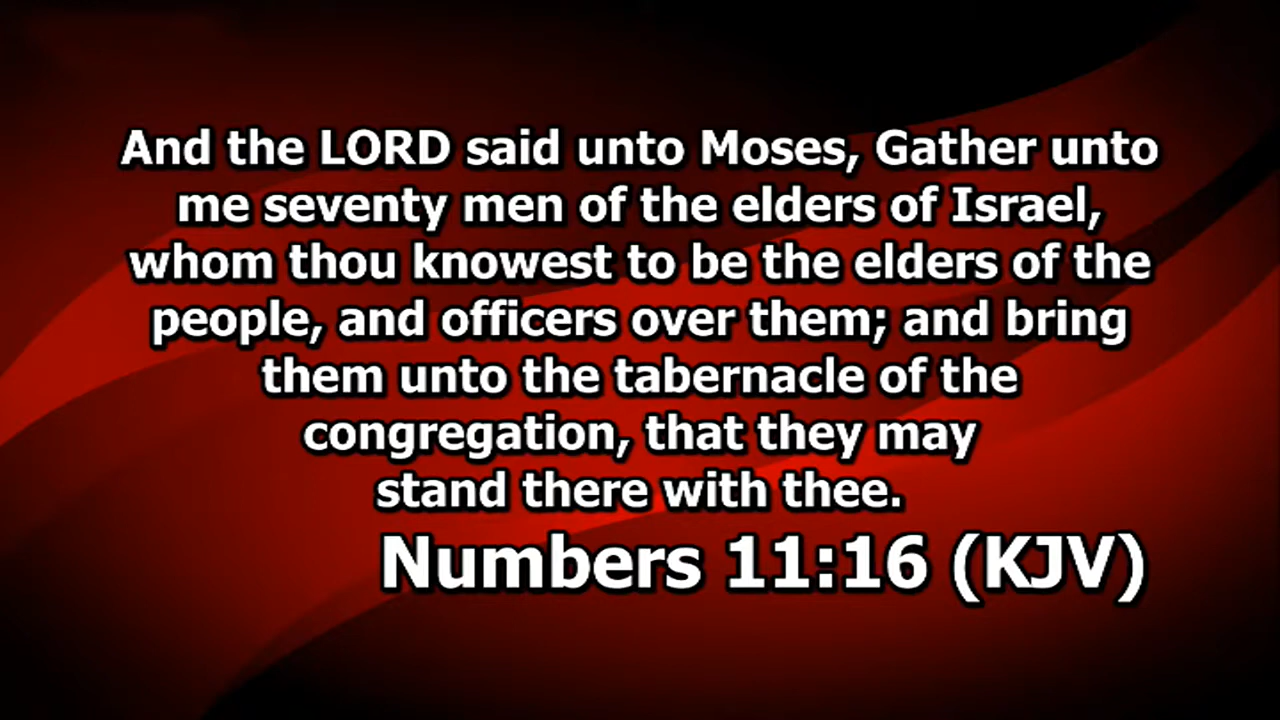 And the LORD said unto Moses, Gather unto
me seventy men of the elders of Israel,
whom thou knowest to be the elders of the
people, and officers over them; and bring
them unto the tabernacle of the
congregation, that they may
stand there with thee.
Numbers 11:16 (KJV)